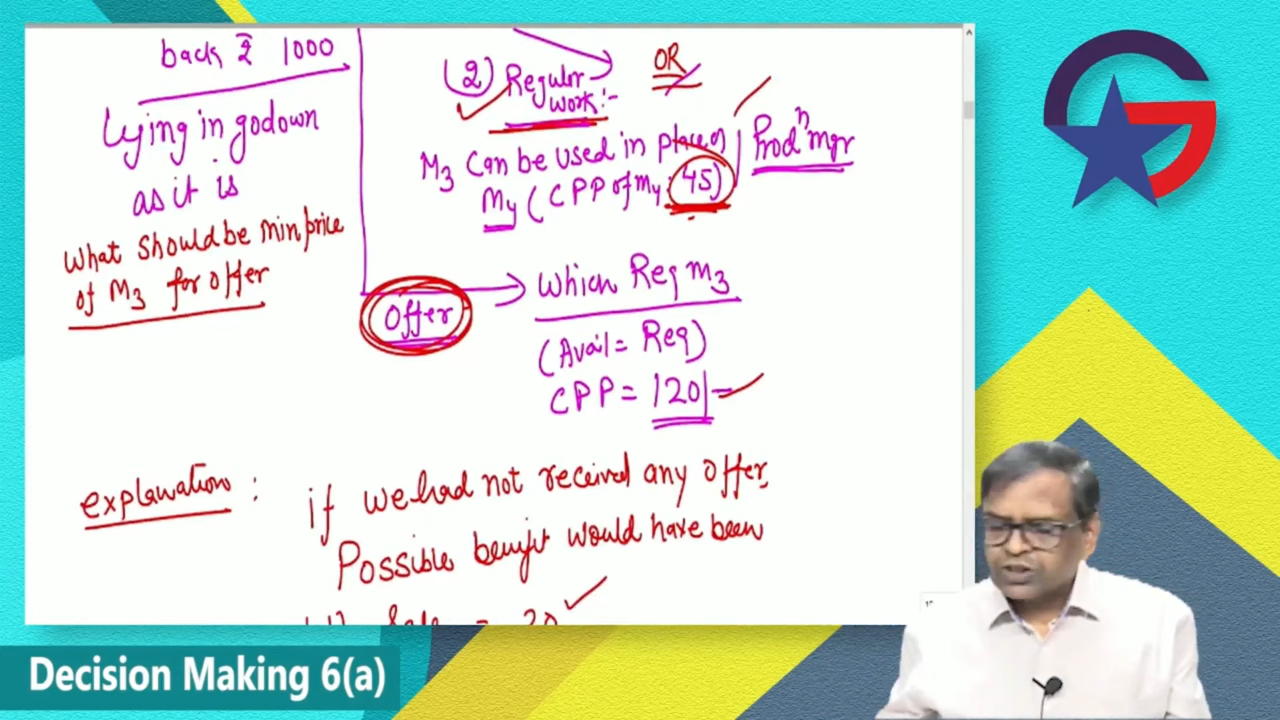 back ₹ 1000
Lying in godown
as it is
What should be min price
of M3 for offer
OR
(2) Regular
work:-
M3 Can be used in place of
My (CPP of My 45)
Prodn mgr
Offer
Which Req M3
(Avail = Req)
CPP = 120/-
explanation :
if we had not received any offer,
Possible benefit would have been
Decision Making 6(a)